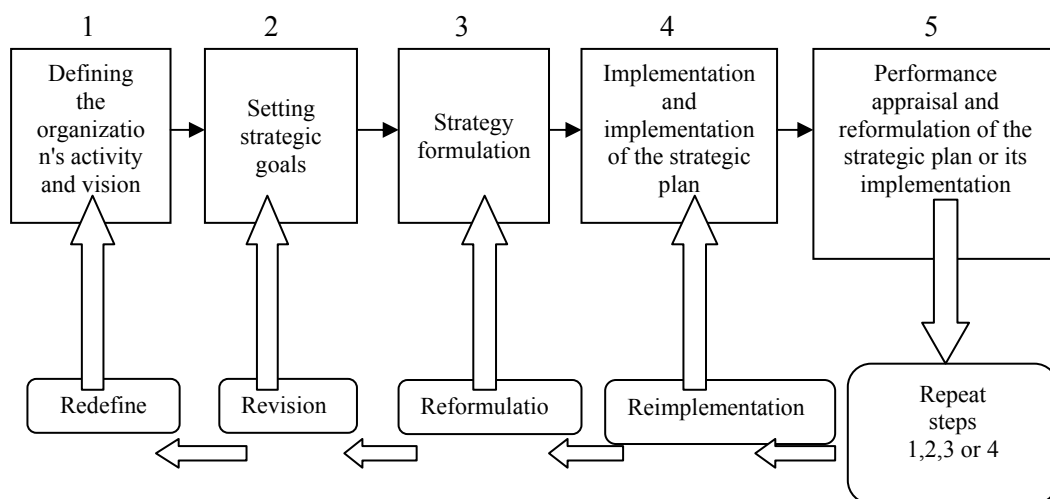 1
2
3
4
5
Defining
the
organizatio
n's activity
and vision
Setting
strategic
goals
Strategy
formulation
Implementation
and
implementation
of the strategic
plan
Performance
appraisal and
reformulation of the
strategic plan or its
implementation
Redefine
Revision
Reformulatio
Reimplementation
Repeat
steps
1,2,3 or 4